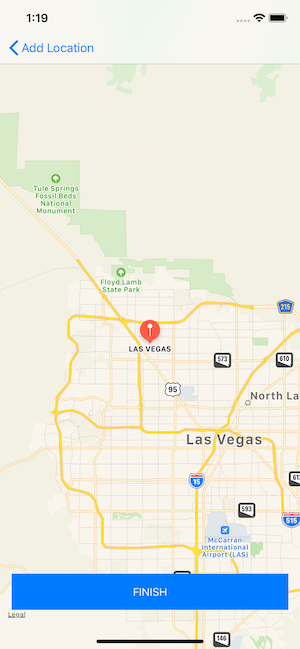 1:19
Add Location
Tule Springs
Fossil Beds
National
Monument
Floyd Lamb
State Park
215
LAS VEGAS
573
610
95
North La
Las Vegas
15
593
515
McCarran
International
Airport (LAS)
FINISH
Legal
146